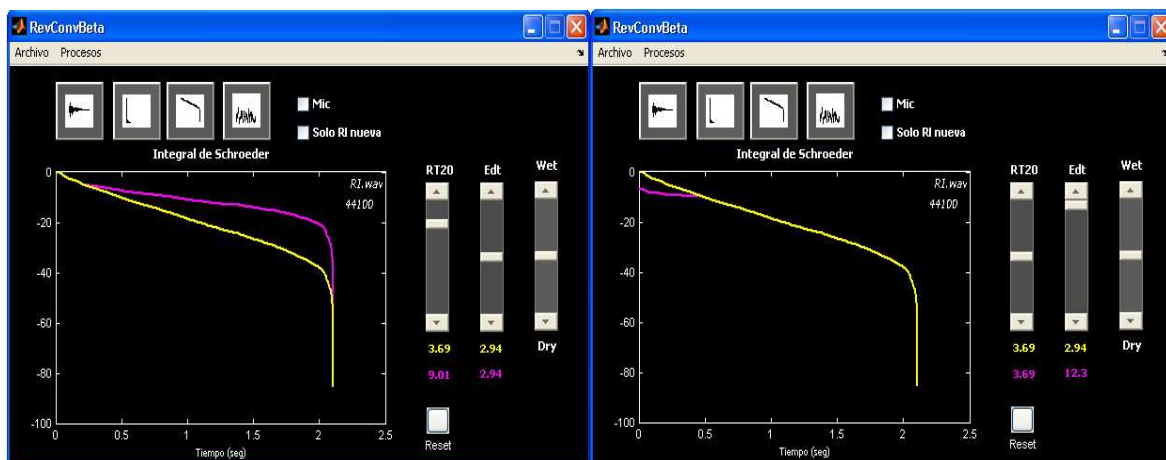 RevConvBeta
Archivo Procesos
Mic
Solo RI nueva
Integral de Schroeder
RT20 Edt Wet
RI.wav
44100
0
-20
-40
-60
-80
-100
0 0.5 1 1.5 2 2.5
Tiempo (seg)
3.69 2.94 Dry
9.01 2.94
Reset
RevConvBeta
Archivo Procesos
Mic
Solo RI nueva
Integral de Schroeder
RT20 Edt Wet
RI.wav
44100
0
-20
-40
-60
-80
-100
0 0.5 1 1.5 2 2.5
Tiempo (seg)
3.69 2.94 Dry
3.69 12.3
Reset